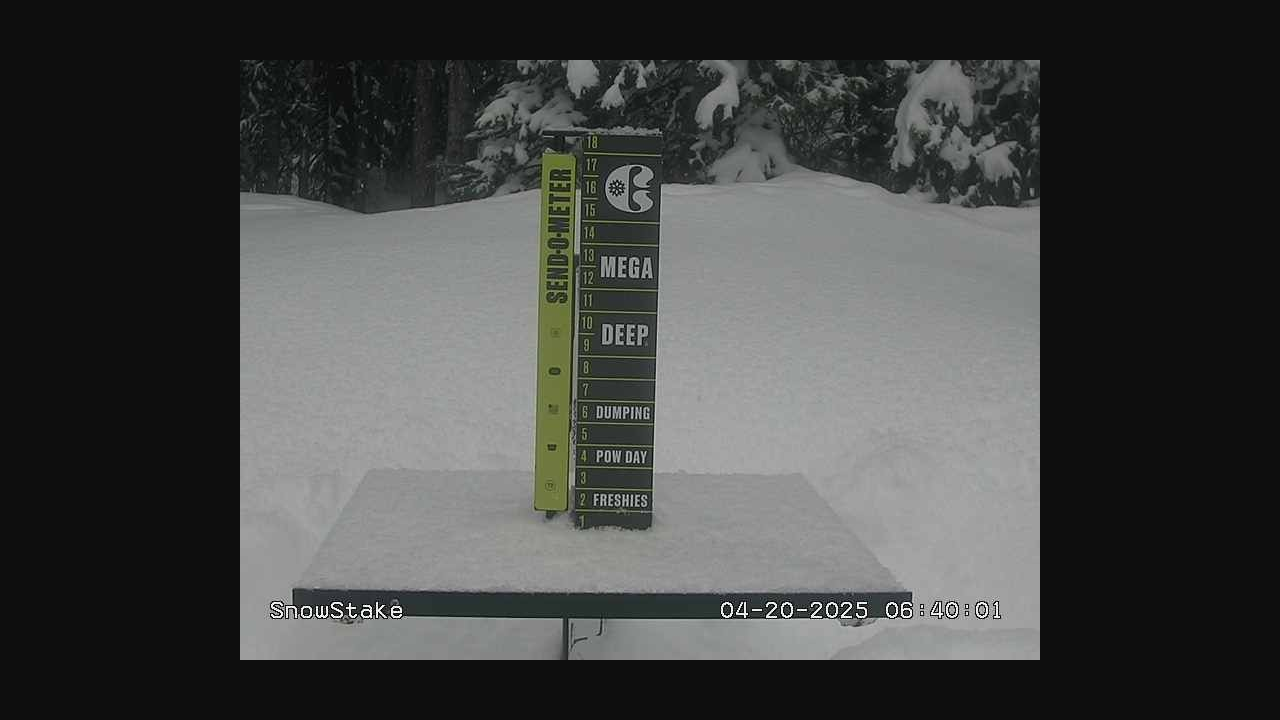 SEND-O-METER
18
17
16
15
14
13
12
MEGA
11
10
9
DEEP
8
7
6 DUMPING
5
4 POW DAY
3
2 FRESHIES
1
SnowStake
04-20-2025 06:40:01